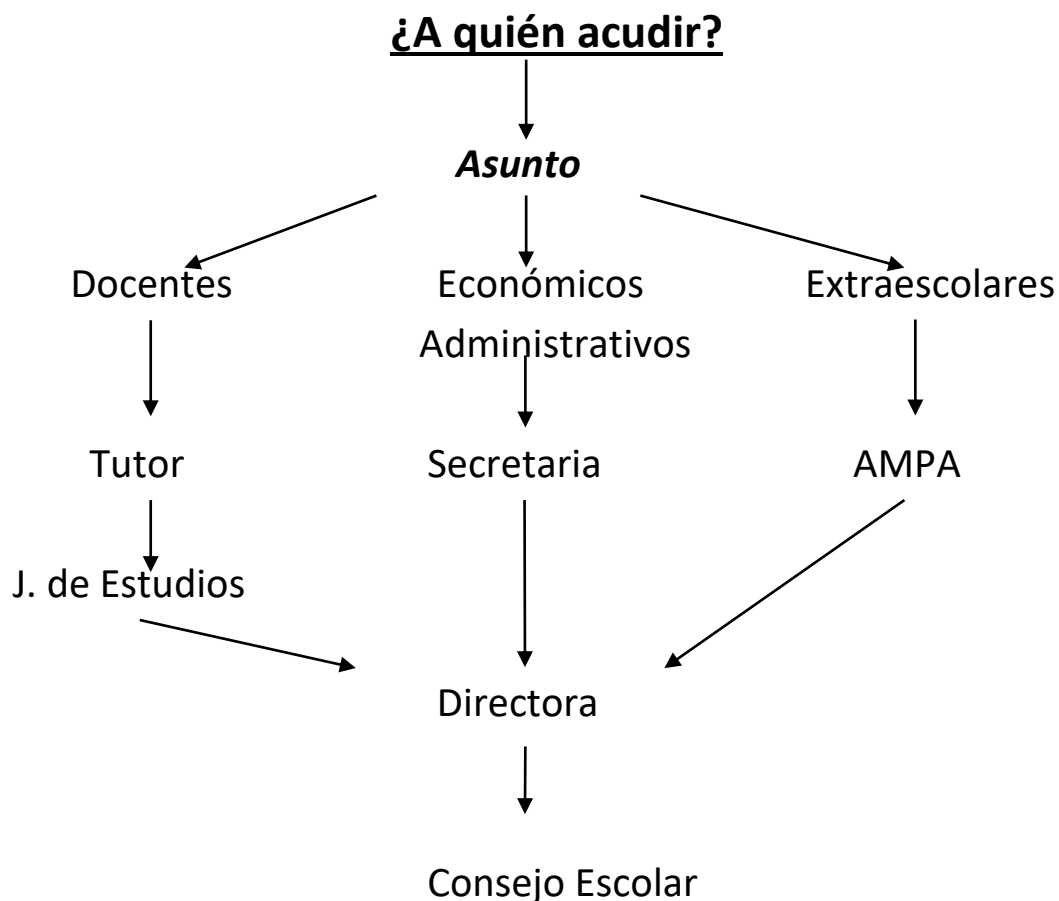 ¿A quién acudir?
Asunto
Docentes
Económicos
Extraescolares
Administrativos
Tutor
Secretaria
AMPA
J. de Estudios
Directora
Consejo Escolar